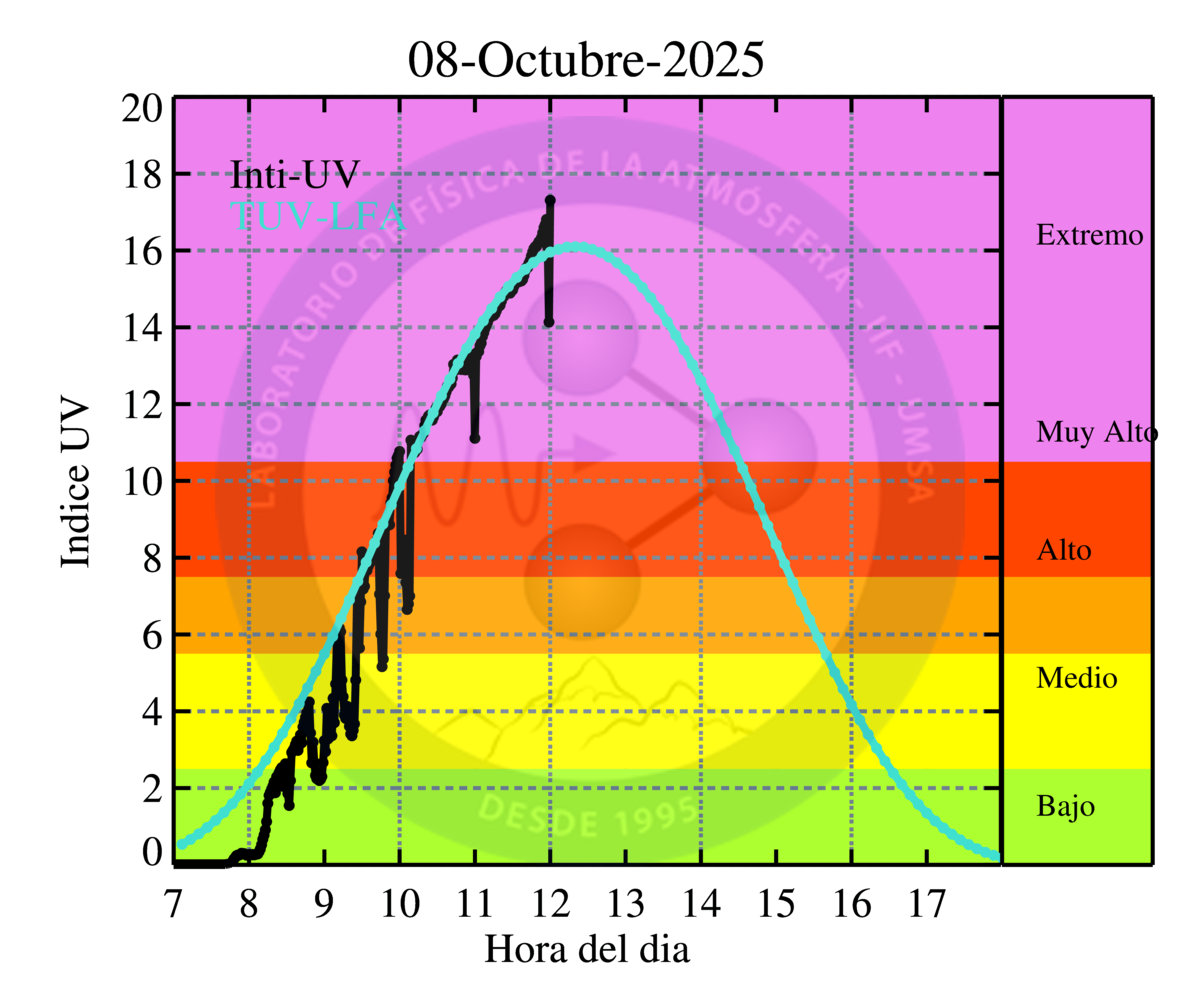 08-Octubre-2025
Inti-UV
TUV-LFA
LABORATORIO DE FÍSICA DE LA ATMÓSFERA - IIF - UMSA
DESDE 1995
Indice UV
20
18
16
14
12
10
8
6
4
2
0
7 8 9 10 11 12 13 14 15 16 17
Hora del dia
Extremo
Muy Alto
Alto
Medio
Bajo